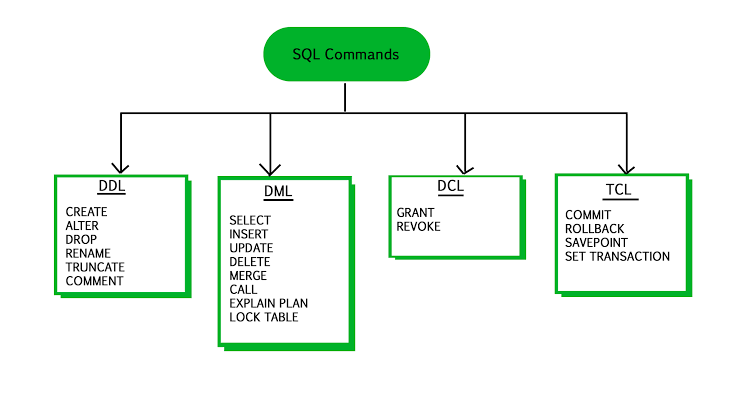 SQL Commands
DDL
CREATE
ALTER
DROP
RENAME
TRUNCATE
COMMENT
DML
SELECT
INSERT
UPDATE
DELETE
MERGE
CALL
EXPLAIN PLAN
LOCK TABLE
DCL
GRANT
REVOKE
TCL
COMMIT
ROLLBACK
SAVEPOINT
SET TRANSACTION